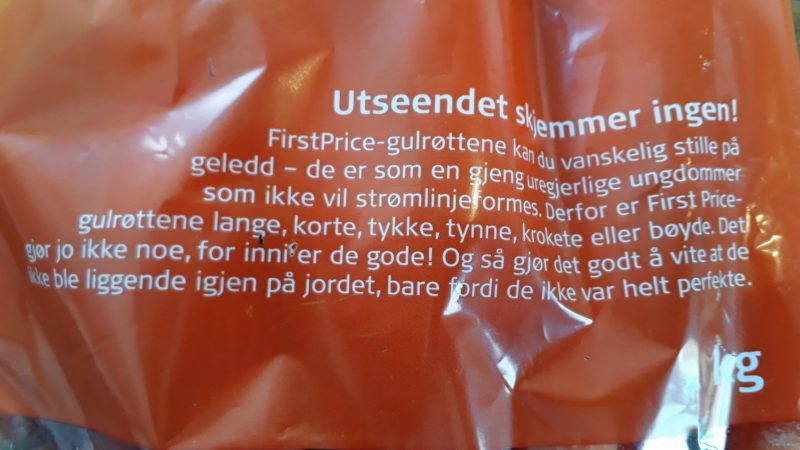 Utseendet skjemmer ingen!
FirstPrice-gulrøttene kan du vanskelig stille på
geledd – de er som en gjeng uregjerlige ungdommer
som ikke vil strømlinjeformes. Derfor er First Price-
gulrøttene lange, korte, tykke, tynne, krokete eller bøyde. Det
gjør jo ikke noe, for inni er de gode! Og så gjør det godt å vite at de
ikke ble liggende igjen på jordet, bare fordi de ikke var helt perfekte.
kg